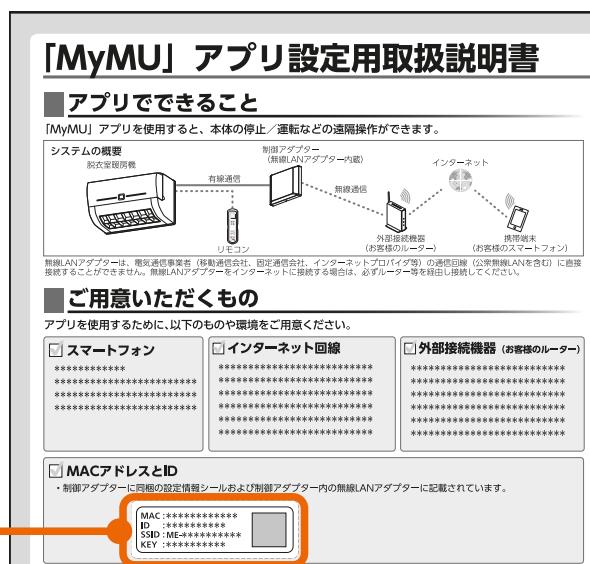 「MyMU」アプリ設定用取扱説明書
アプリでできること
「MyMU」アプリを使用すると、本体の停止／運転などの遠隔操作ができます。
システムの概要
脱衣室暖房機
有線通信
リモコン
制御アダプター
（無線LANアダプター内蔵）
無線通信
外部接続機器
（お客様のルーター）
インターネット
携帯端末
（お客様のスマートフォン）
無線LANアダプターは、電気通信事業者（移動通信会社、固定通信会社、インターネットプロバイダ等）の通信回線（公衆無線LANを含む）に直接
接続することができません。無線LANアダプターをインターネットに接続する場合は、必ずルーター等を経由し接続してください。
ご用意いただくもの
アプリを使用するために、以下のものや環境をご用意ください。
スマートフォン
************
************************
************************
************************
インターネット回線
**************************
**************************
**************************
**************************
**************************
**************************
外部接続機器（お客様のルーター）
**************************
**************************
**************************
**************************
**************************
**************************
MACアドレスとID
・制御アダプターに同梱の設定情報シールおよび制御アダプター内の無線LANアダプターに記載されています。
MAC :************
ID :**********
SSID : ME-**********
KEY :**********